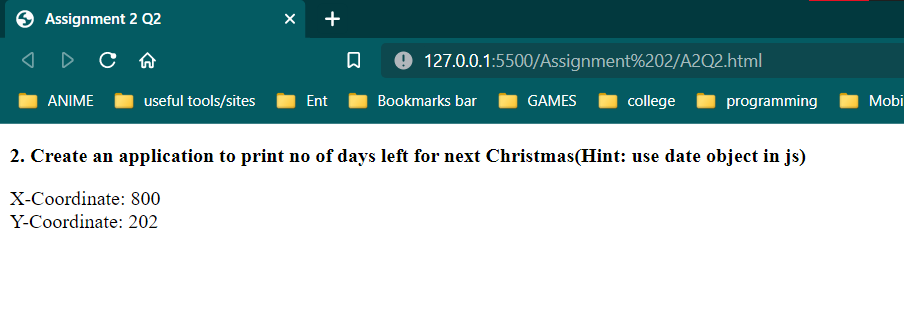 Assignment 2 Q2
127.0.0.1:5500/Assignment%202/A2Q2.html
ANIME useful tools/sites Ent Bookmarks bar GAMES college programming Mobi
2. Create an application to print no of days left for next Christmas(Hint: use date object in js)
X-Coordinate: 800
Y-Coordinate: 202